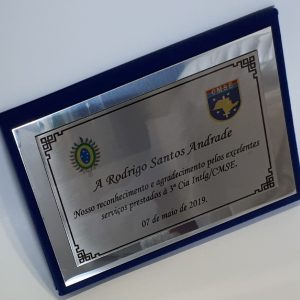 CMSE
A Rodrigo Santos Andrade
Nosso reconhecimento e agradecimento pelos excelentes
serviços prestados à 3ª Cia Intlg/CMSE.
07 de maio de 2019.